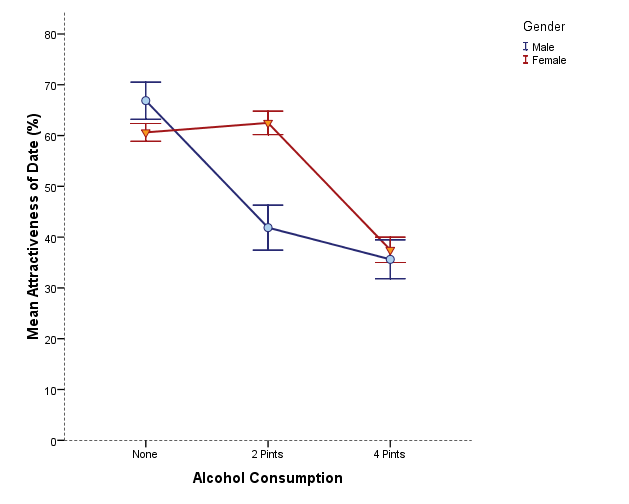 Gender
Male
Female
Mean Attractiveness of Date (%)
80
70
60
50
40
30
20
10
0
None 2 Pints 4 Pints
Alcohol Consumption